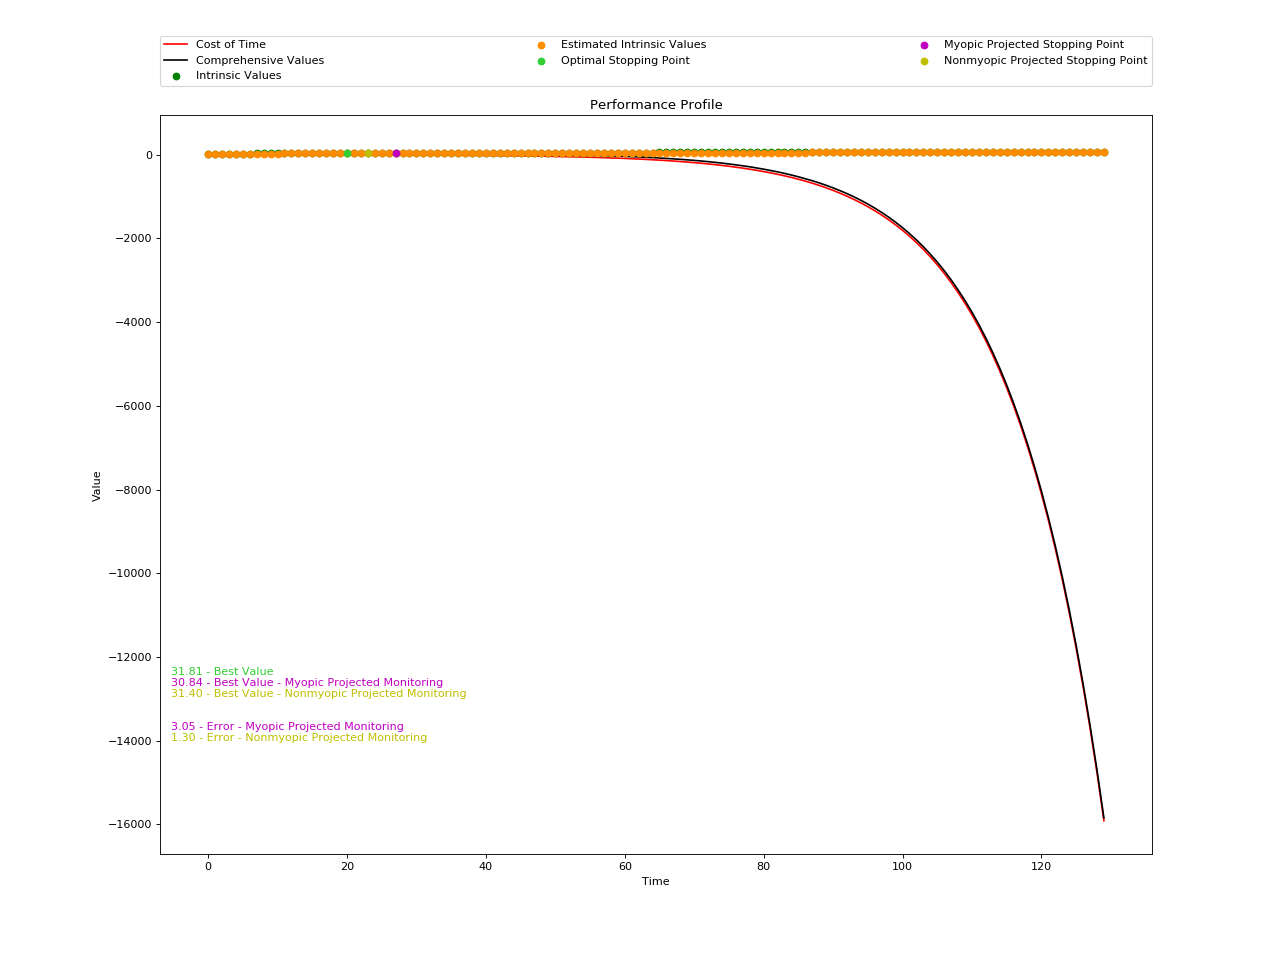 Cost of Time
Comprehensive Values
Intrinsic Values
Estimated Intrinsic Values
Optimal Stopping Point
Myopic Projected Stopping Point
Nonmyopic Projected Stopping Point
Performance Profile
0
−2000
−4000
−6000
−8000
−10000
−12000
−14000
−16000
Value
31.81 - Best Value
30.84 - Best Value - Myopic Projected Monitoring
31.40 - Best Value - Nonmyopic Projected Monitoring
3.05 - Error - Myopic Projected Monitoring
1.30 - Error - Nonmyopic Projected Monitoring
0 20 40 60 80 100 120
Time